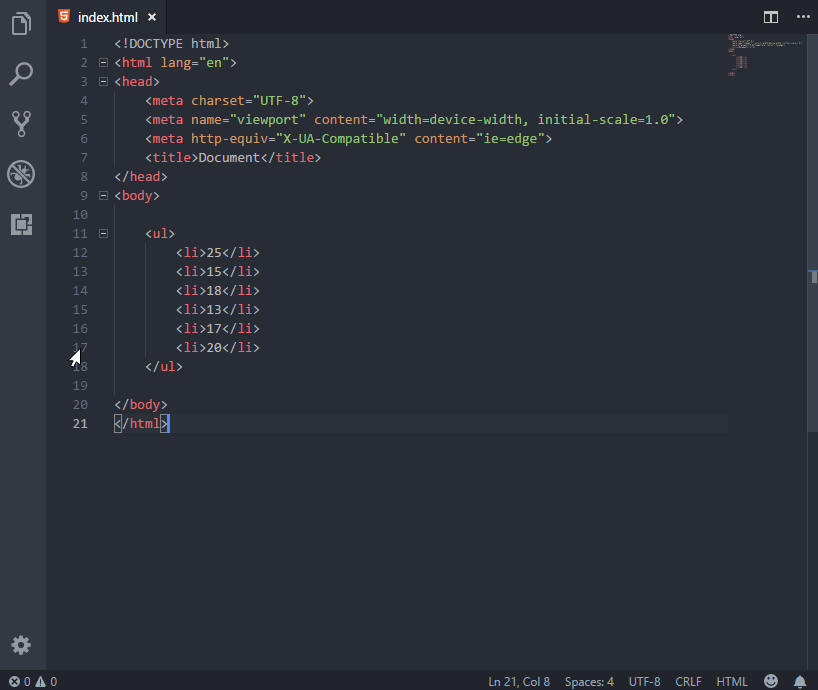 index.html
1 <!DOCTYPE html>
2 <html lang="en">
3 <head>
4 <meta charset="UTF-8">
5 <meta name="viewport" content="width=device-width, initial-scale=1.0">
6 <meta http-equiv="X-UA-Compatible" content="ie=edge">
7 <title>Document</title>
8 </head>
9 <body>
10
11 <ul>
12 <li>25</li>
13 <li>15</li>
14 <li>18</li>
15 <li>13</li>
16 <li>17</li>
17 <li>20</li>
18 </ul>
19
20 </body>
21 </html>
0 0 Ln 21, Col 8 Spaces: 4 UTF-8 CRLF HTML